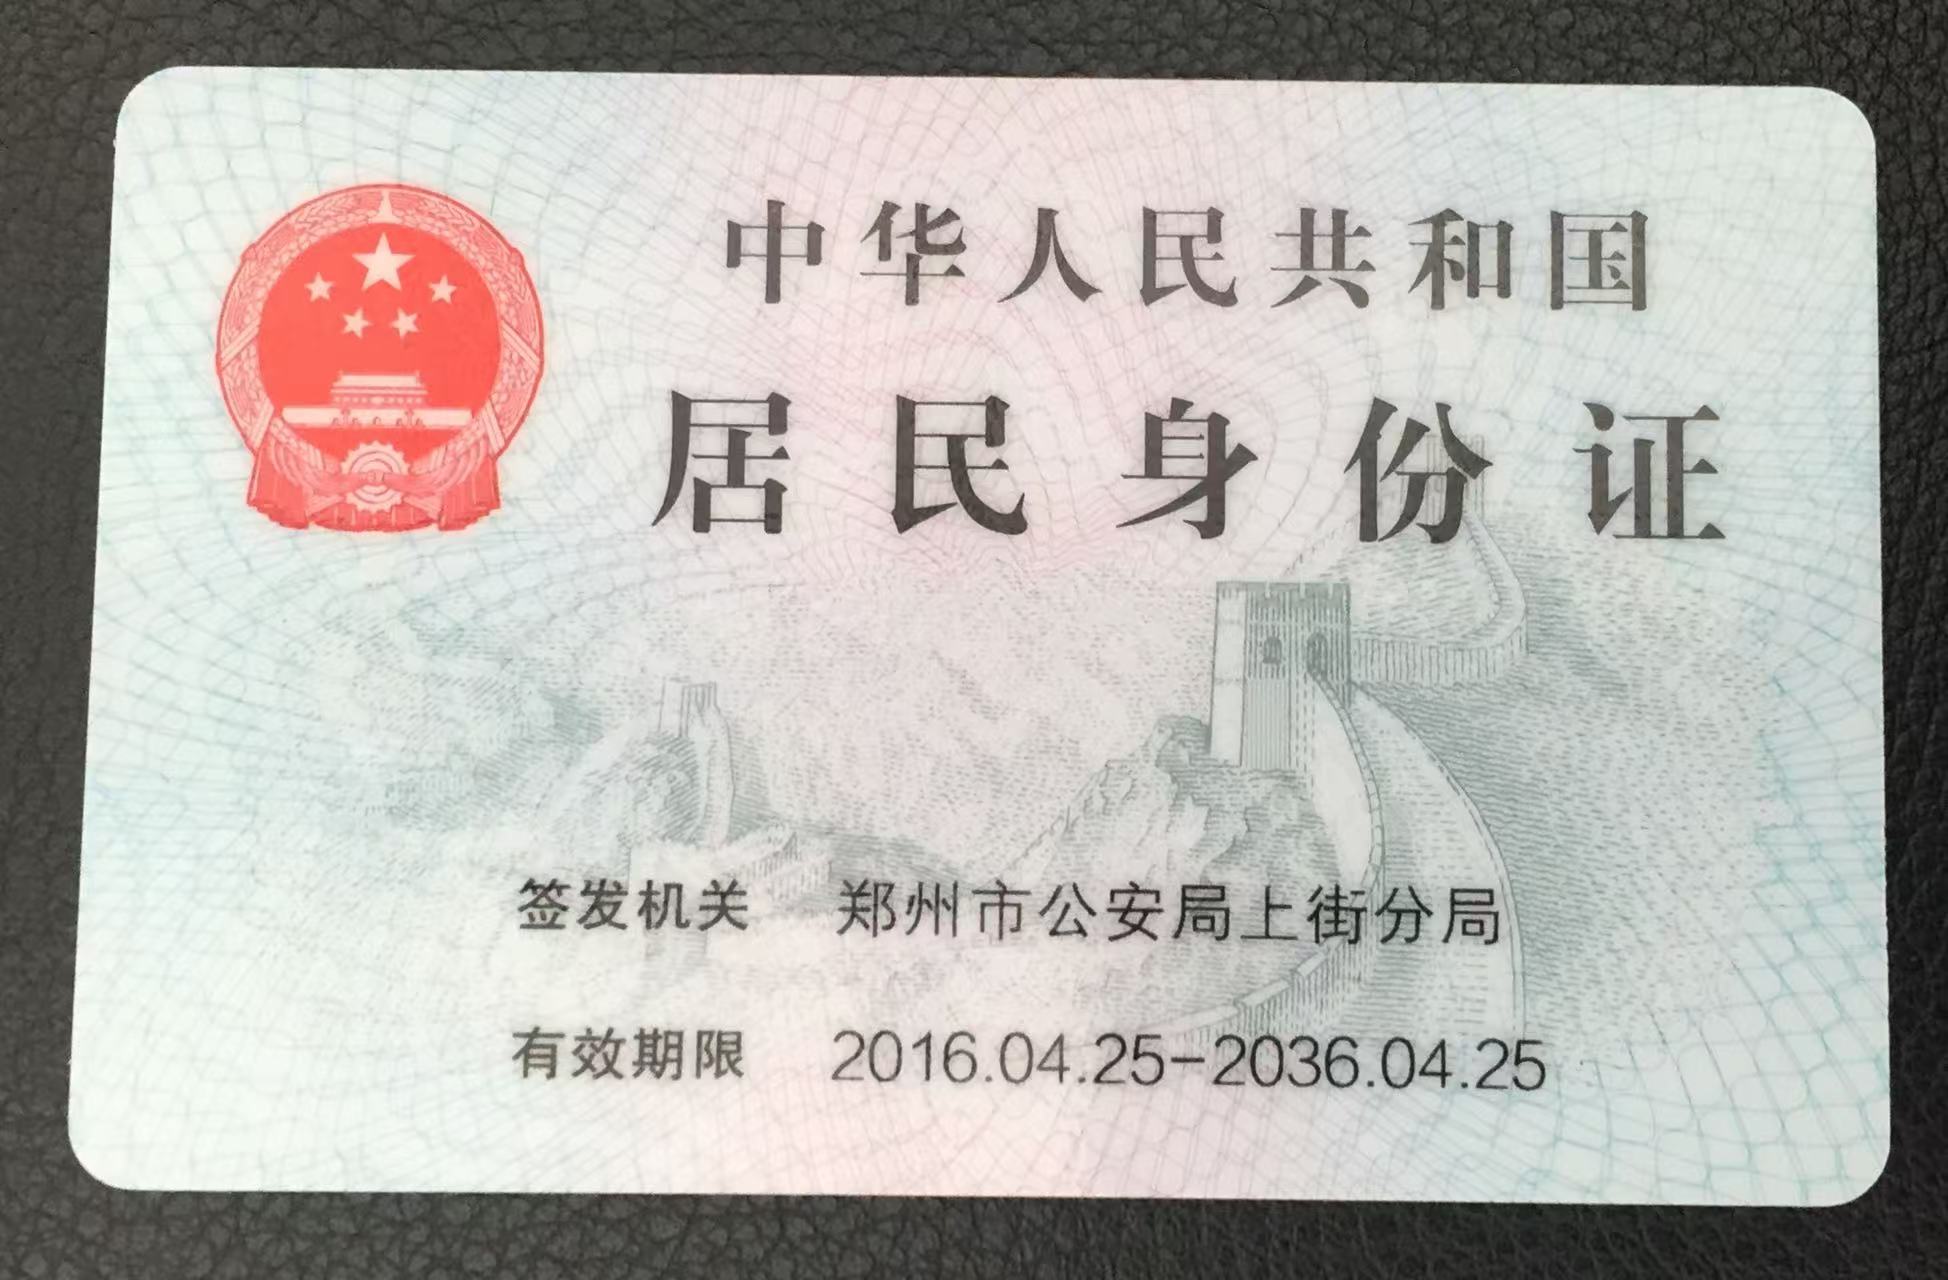 中华人民共和国
居民身份证
签发机关 郑州市公安局上街分局
有效期限 2016.04.25-2036.04.25